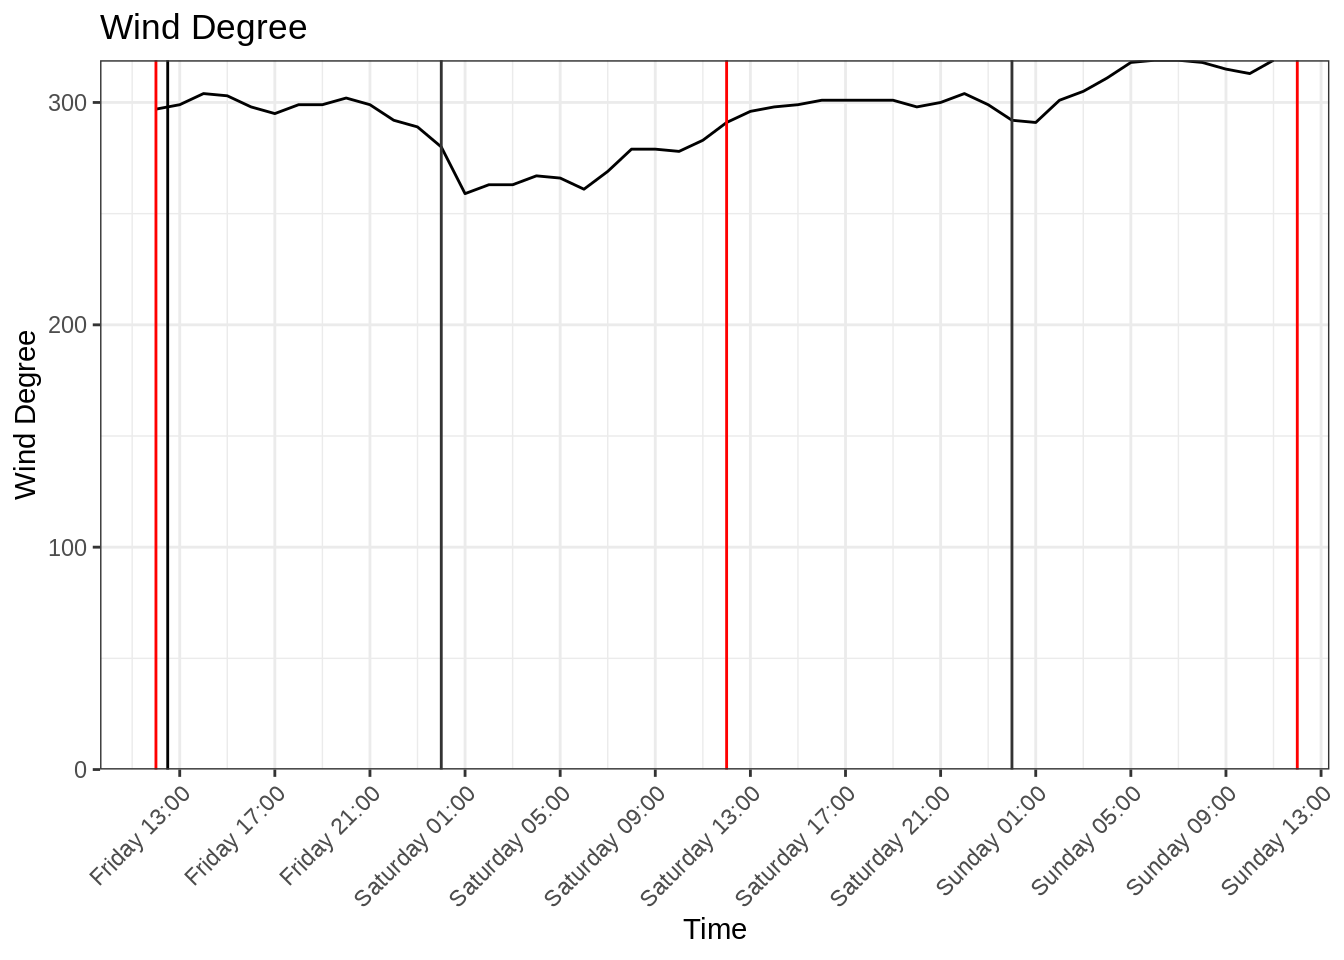 Wind Degree
Wind Degree
300
200
100
0
Friday 13:00
Friday 17:00
Friday 21:00
Saturday 01:00
Saturday 05:00
Saturday 09:00
Saturday 13:00
Saturday 17:00
Saturday 21:00
Sunday 01:00
Sunday 05:00
Sunday 09:00
Sunday 13:00
Time